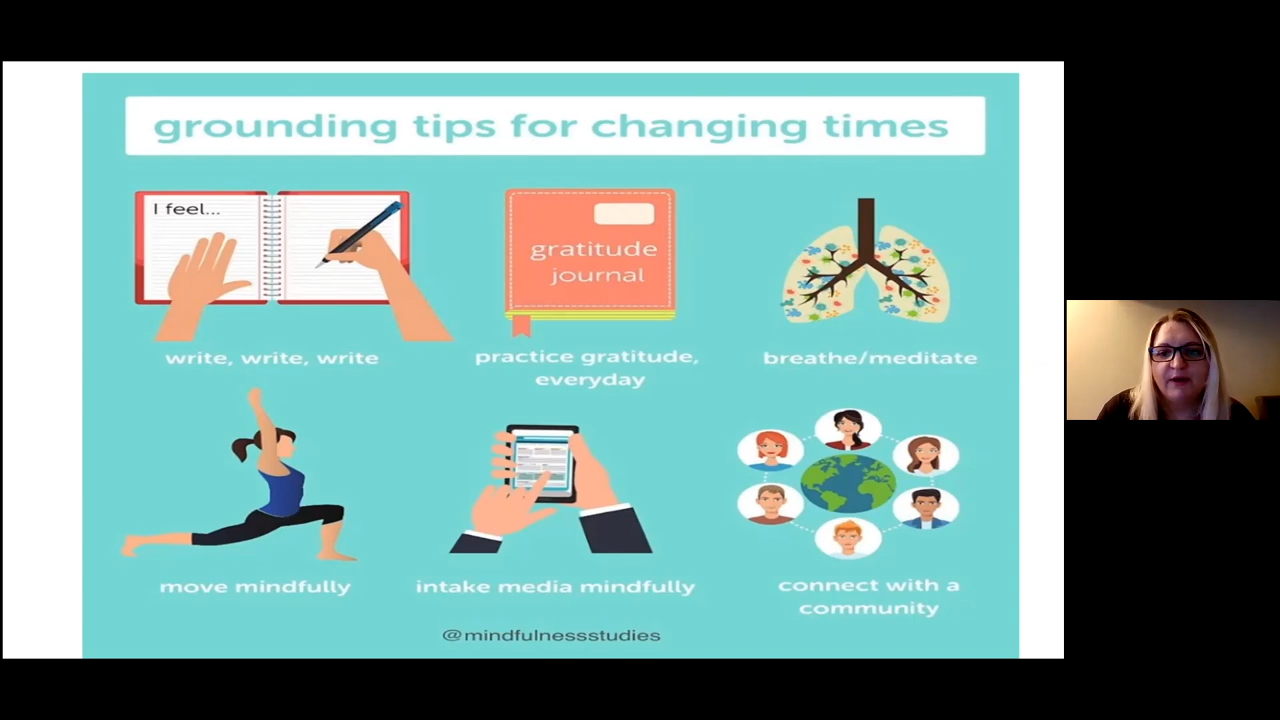 grounding tips for changing times
I feel...
gratitude
journal
write, write, write
practice gratitude,
everyday
breathe/meditate
move mindfully
intake media mindfully
connect with a
community
@mindfulnessstudies